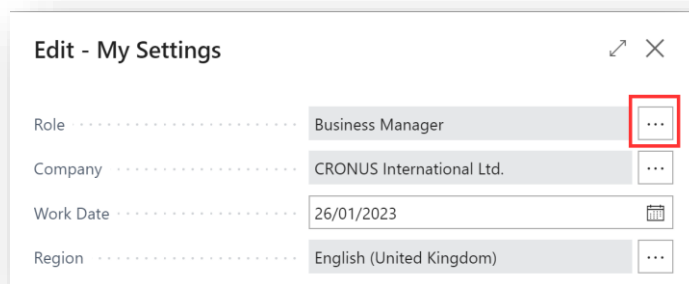 Edit - My Settings
Role Business Manager ...
Company CRONUS International Ltd. ...
Work Date 26/01/2023
Region English (United Kingdom) ...